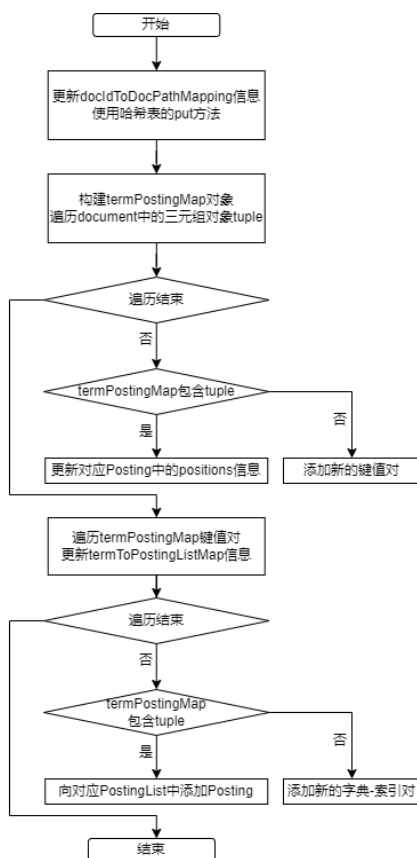 开始
更新docIdToDocPathMapping信息
使用哈希表的put方法
构建termPostingMap对象
遍历document中的三元组对象tuple
遍历结束
否
termPostingMap包含tuple
是
否
更新对应Posting中的positions信息
添加新的键值对
遍历termPostingMap键值对
更新termToPostingListMap信息
遍历结束
否
termPostingMap
包含tuple
是
否
向对应PostingList中添加Posting
添加新的字典-索引对
结束